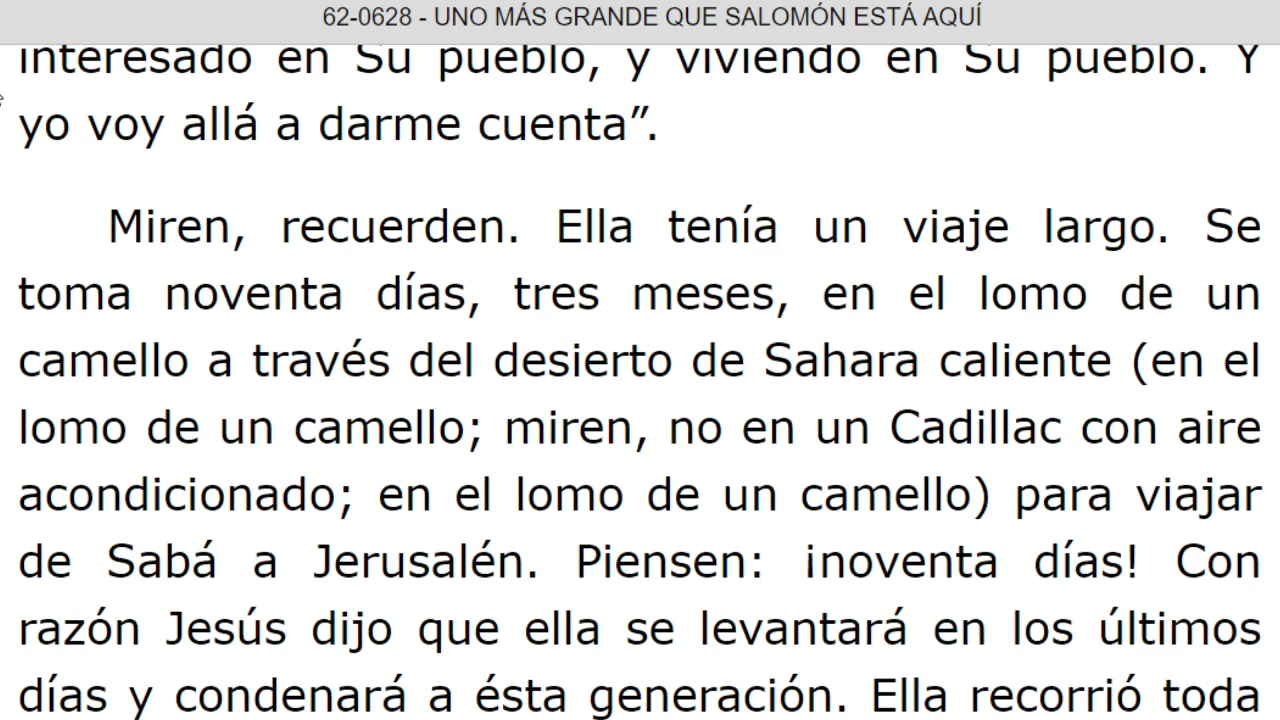 62-0628 - UNO MÁS GRANDE QUE SALOMÓN ESTÁ AQUÍ
interesado en Su pueblo, y viviendo en Su pueblo. Y
yo voy allá a darme cuenta”.
Miren, recuerden. Ella tenía un viaje largo. Se
toma noventa días, tres meses, en el lomo de un
camello a través del desierto de Sahara caliente (en el
lomo de un camello; miren, no en un Cadillac con aire
acondicionado; en el lomo de un camello) para viajar
de Sabá a Jerusalén. Piensen: ¡noventa días! Con
razón Jesús dijo que ella se levantará en los últimos
días y condenará a ésta generación. Ella recorrió toda